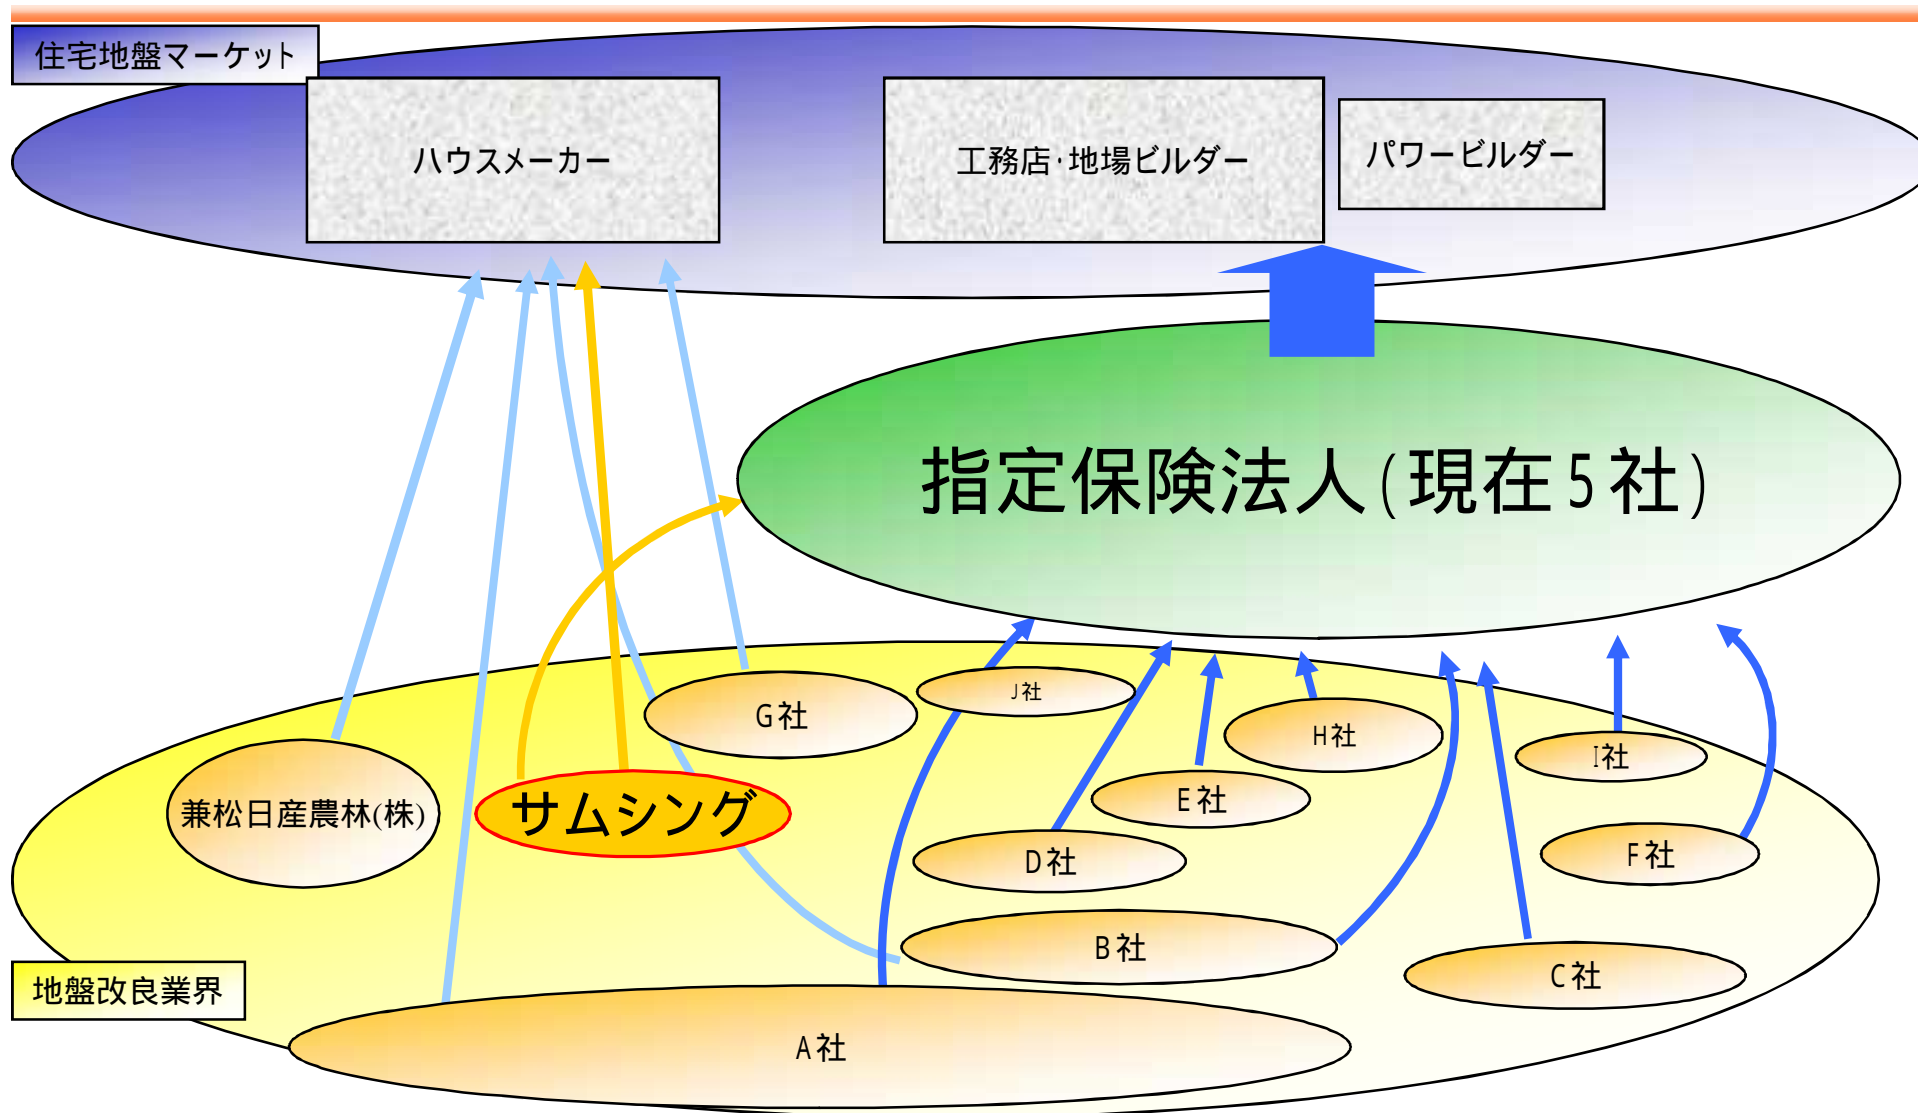 住宅地盤マーケット
ハウスメーカー
工務店･地場ビルダー
パワービルダー
指定保険法人(現在5社)
J社
G社
H社
I社
兼松日産農林(株)
サムシング
E社
D社
F社
B社
C社
地盤改良業界
A社